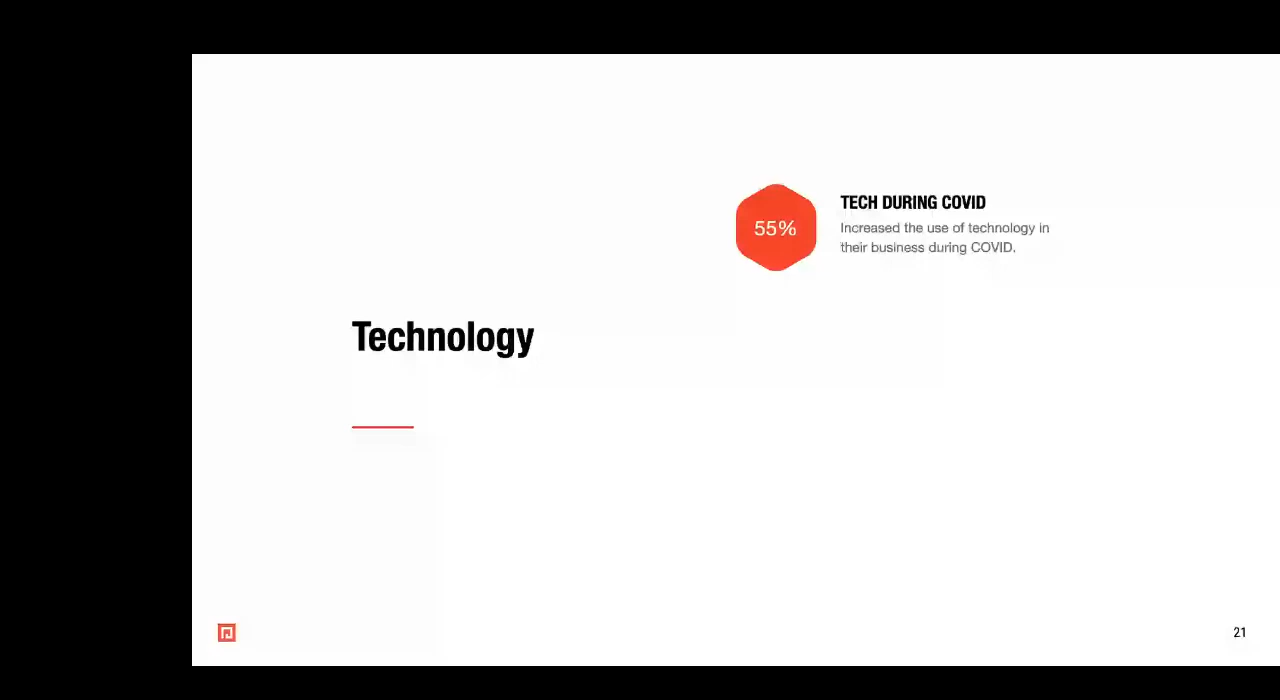 55%
TECH DURING COVID
Increased the use of technology in
their business during COVID.
Technology
21